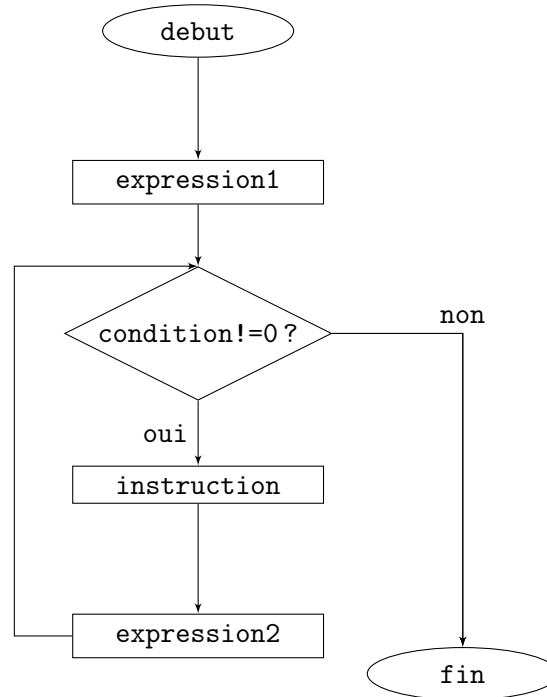 debut
expression1
condition!=0 ?
non
oui
instruction
expression2
fin